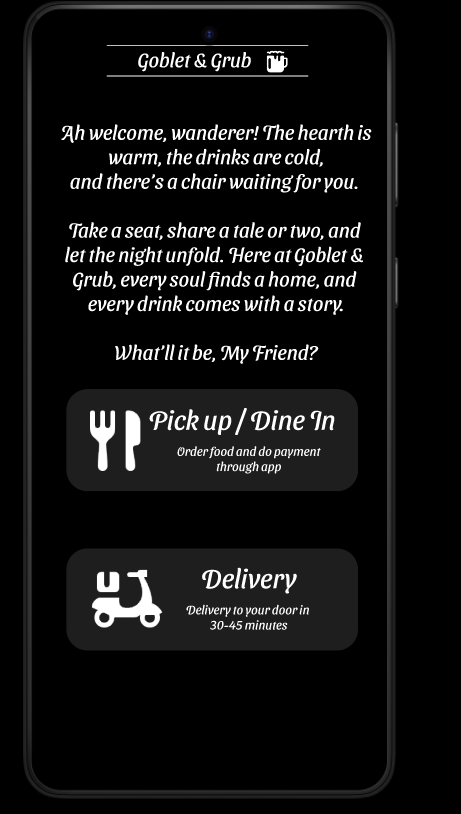 Goblet & Grub
Ah welcome, wanderer! The hearth is
warm, the drinks are cold,
and there's a chair waiting for you.
Take a seat, share a tale or two, and
let the night unfold. Here at Goblet &
Grub, every soul finds a home, and
every drink comes with a story.
What'll it be, My Friend?
Pick up / Dine In
Order food and do payment
through app
Delivery
Delivery to your door in
30-45 minutes